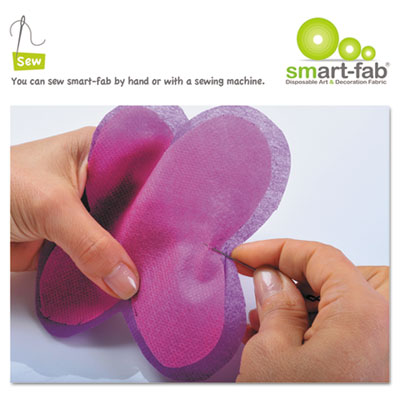 Sew
You can sew smart-fab by hand or with a sewing machine.
smart-fab®
Disposable Art & Decoration Fabric